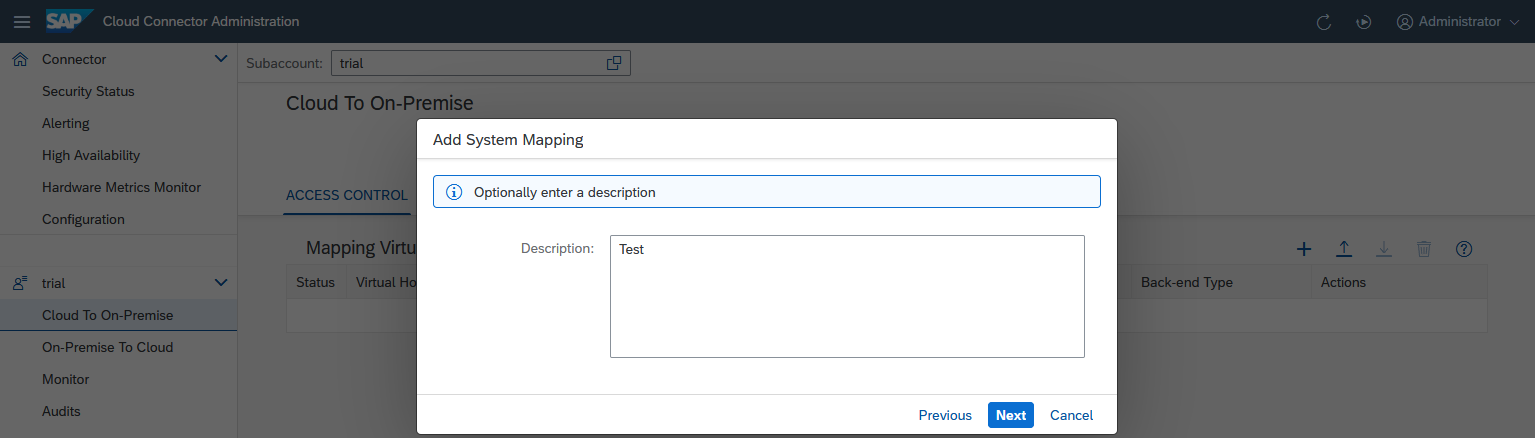 SAP Cloud Connector Administration Administrator
Connector
Security Status
Alerting
High Availability
Hardware Metrics Monitor
Configuration
trial
Cloud To On-Premise
On-Premise To Cloud
Monitor
Audits
Subaccount: trial
Cloud To On-Premise
ACCESS CONTROL
Mapping Virtu
Status Virtual Ho Back-end Type Actions
Add System Mapping
Optionally enter a description
Description: Test
Previous Next Cancel